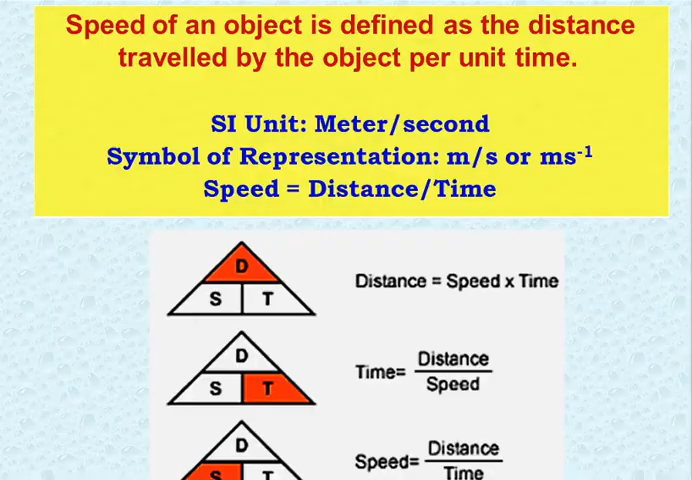 Speed of an object is defined as the distance
travelled by the object per unit time.
SI Unit: Meter/second
Symbol of Representation: m/s or ms-1
Speed = Distance/Time
D
S T
Distance = Speed x Time
D
S T
Time= Distance
Speed
D
S T
Speed= Distance
Time